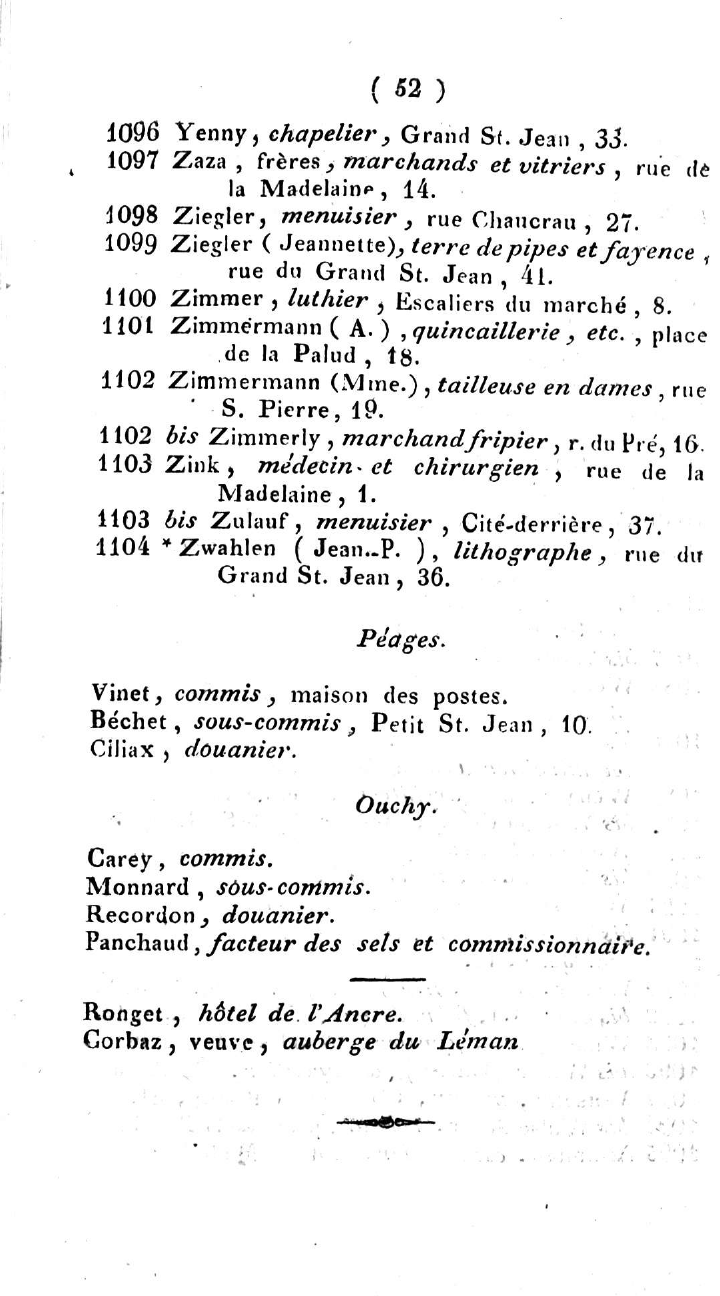 ( 52 )
1096 Yenny, chapelier, Grand St. Jean, 33.
1097 Zaza, frères, marchands et vitriers, rue de
la Madelaine, 14.
1098 Ziegler, menuisier, rue Chaucrau, 27.
1099 Ziegler ( Jeannette), terre de pipes et fayence,
rue du Grand St. Jean, 41.
1100 Zimmer, luthier, Escaliers du marché, 8.
1101 Zimmermann ( A. ), quincaillerie, etc., place
de la Palud, 18.
1102 Zimmermann (Mme.), tailleuse en dames, rue
S. Pierre, 19.
1102 bis Zimmerly, marchand fripier, r. du Pré, 16.
1103 Zink, médecin et chirurgien, rue de la
Madelaine, 1.
1103 bis Zulauf, menuisier, Cité-derrière, 37.
1104 * Zwahlen ( Jean-P. ), lithographe, rue du
Grand St. Jean, 36.
Péages.
Vinet, commis, maison des postes.
Béchet, sous-commis, Petit St. Jean, 10.
Ciliax, douanier.
Ouchy.
Carey, commis.
Monnard, sous-commis.
Recordon, douanier.
Panchaud, facteur des sels et commissionnaire.
Ronget, hôtel de l'Ancre.
Corbaz, veuve, auberge du Léman